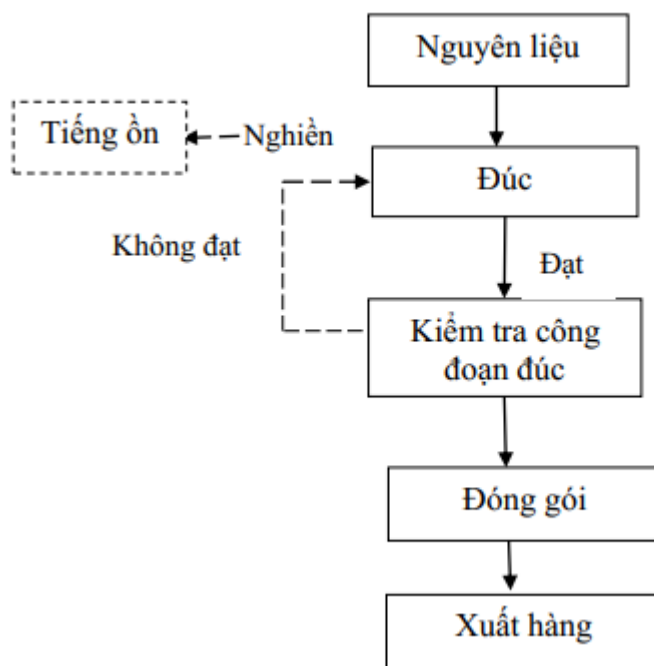 Nguyên liệu
Tiếng ồn
Nghiền
Đúc
Không đạt
Đạt
Kiểm tra công
đoạn đúc
Đóng gói
Xuất hàng